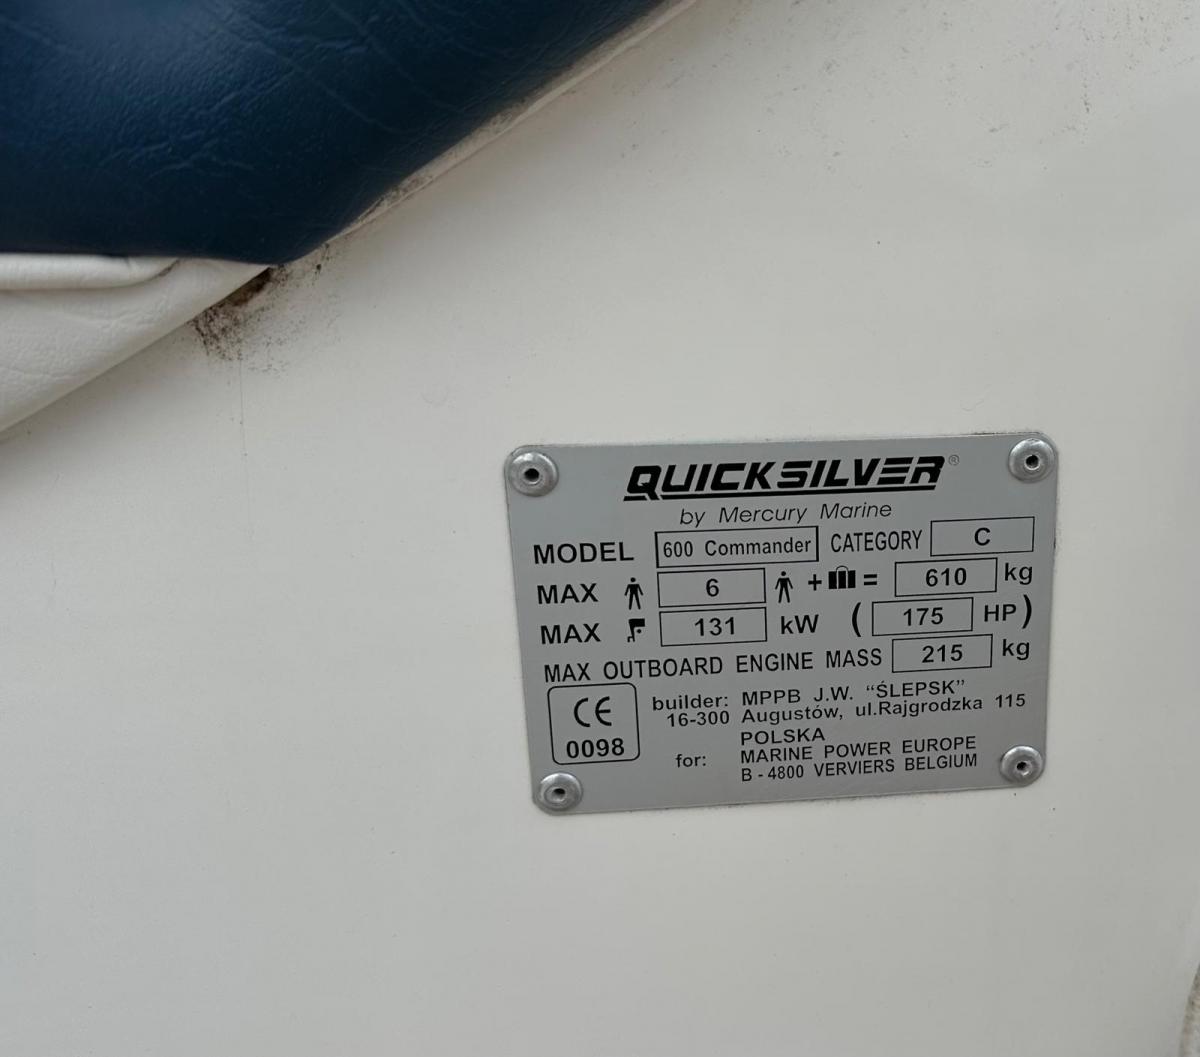 QUICKSILVER®
by Mercury Marine
MODEL 600 Commander CATEGORY C
MAX 6 + = 610 kg
MAX 131 kW ( 175 HP)
MAX OUTBOARD ENGINE MASS 215 kg
CE
0098
builder: MPPB J.W. “ŚLEPSK”
16-300 Augustów, ul.Rajgrodzka 115
POLSKA
for: MARINE POWER EUROPE
B - 4800 VERVIERS BELGIUM